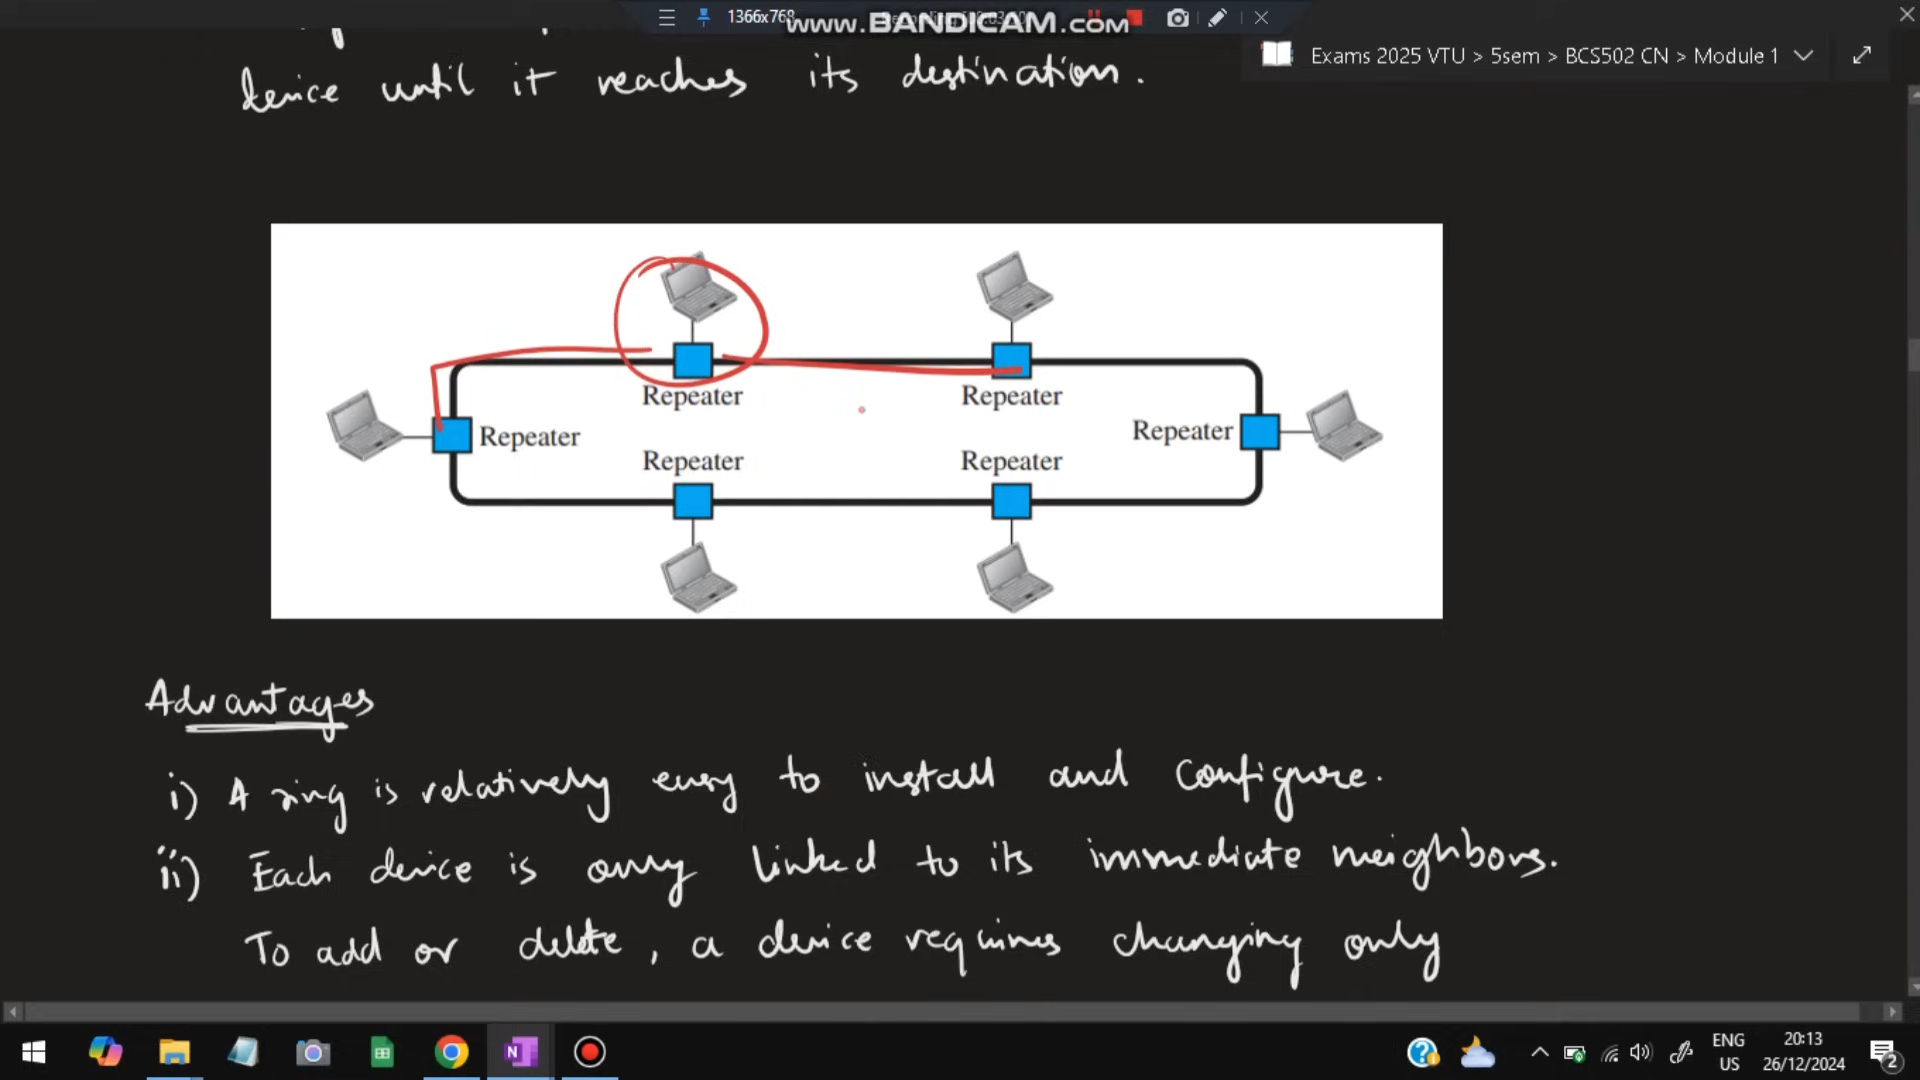 1366x768
www.BANDICAM.com
Exams 2025 VTU > 5sem > BCS502 CN > Module 1
device until it reaches its destination.
Repeater Repeater
Repeater Repeater
Repeater Repeater
Advantages
i) A ring is relatively easy to install and configure.
ii) Each device is only linked to its immediate neighbors.
To add or delete, a device requires changing only
ENG 20:13
US 26/12/2024 2